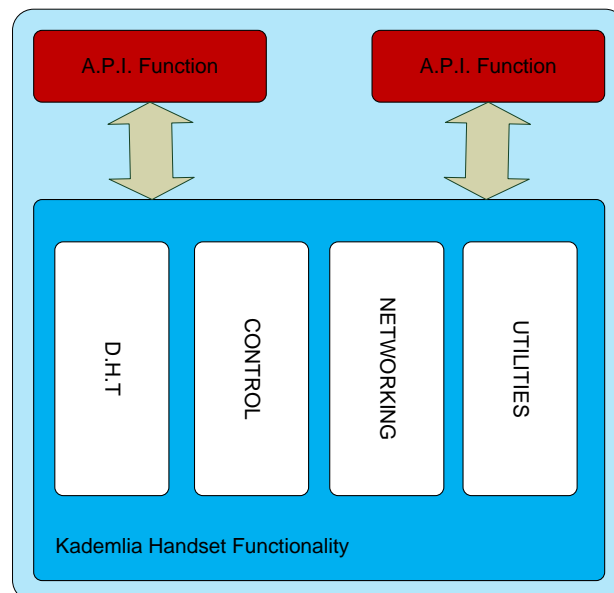 A.P.I. Function
A.P.I. Function
D.H.T
CONTROL
NETWORKING
UTILITIES
Kademlia Handset Functionality